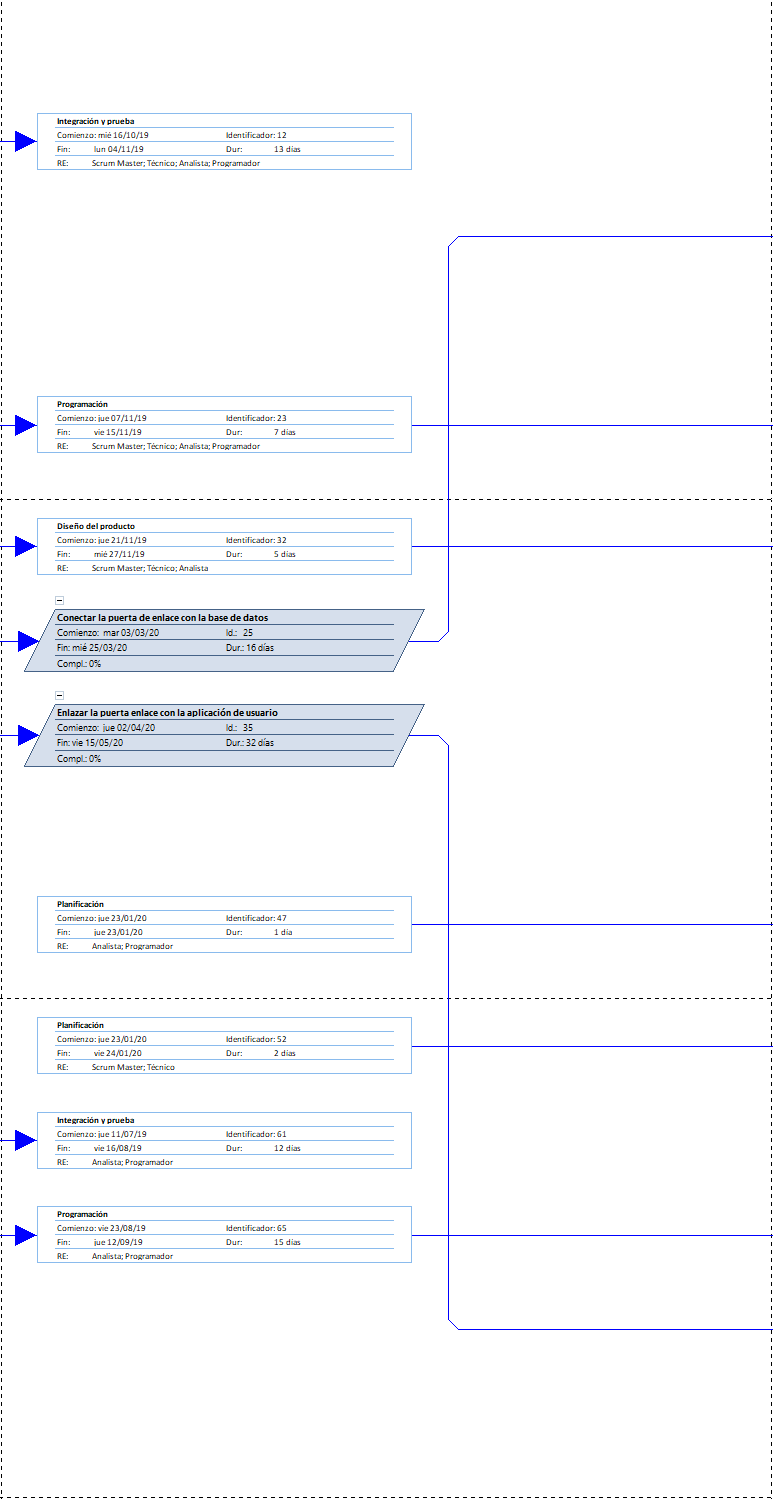 Integración y prueba
Comienzo: mié 16/10/19 Identificador: 12
Fin: lun 04/11/19 Dur: 13 días
RE: Scrum Master; Técnico; Analista; Programador
Programación
Comienzo: jue 07/11/19 Identificador: 23
Fin: vie 15/11/19 Dur: 7 días
RE: Scrum Master; Técnico; Analista; Programador
Diseño del producto
Comienzo: jue 21/11/19 Identificador: 32
Fin: mié 27/11/19 Dur: 5 días
RE: Scrum Master; Técnico; Analista
Conectar la puerta de enlace con la base de datos
Comienzo: mar 03/03/20 Id.: 25
Fin: mié 25/03/20 Dur.: 16 días
Compl.: 0%
Enlazar la puerta enlace con la aplicación de usuario
Comienzo: jue 02/04/20 Id.: 35
Fin: vie 15/05/20 Dur.: 32 días
Compl.: 0%
Planificación
Comienzo: jue 23/01/20 Identificador: 47
Fin: jue 23/01/20 Dur: 1 día
RE: Analista; Programador
Planificación
Comienzo: jue 23/01/20 Identificador: 52
Fin: vie 24/01/20 Dur: 2 días
RE: Scrum Master; Técnico
Integración y prueba
Comienzo: jue 11/07/19 Identificador: 61
Fin: vie 16/08/19 Dur: 12 días
RE: Analista; Programador
Programación
Comienzo: vie 23/08/19 Identificador: 65
Fin: jue 12/09/19 Dur: 15 días
RE: Analista; Programador